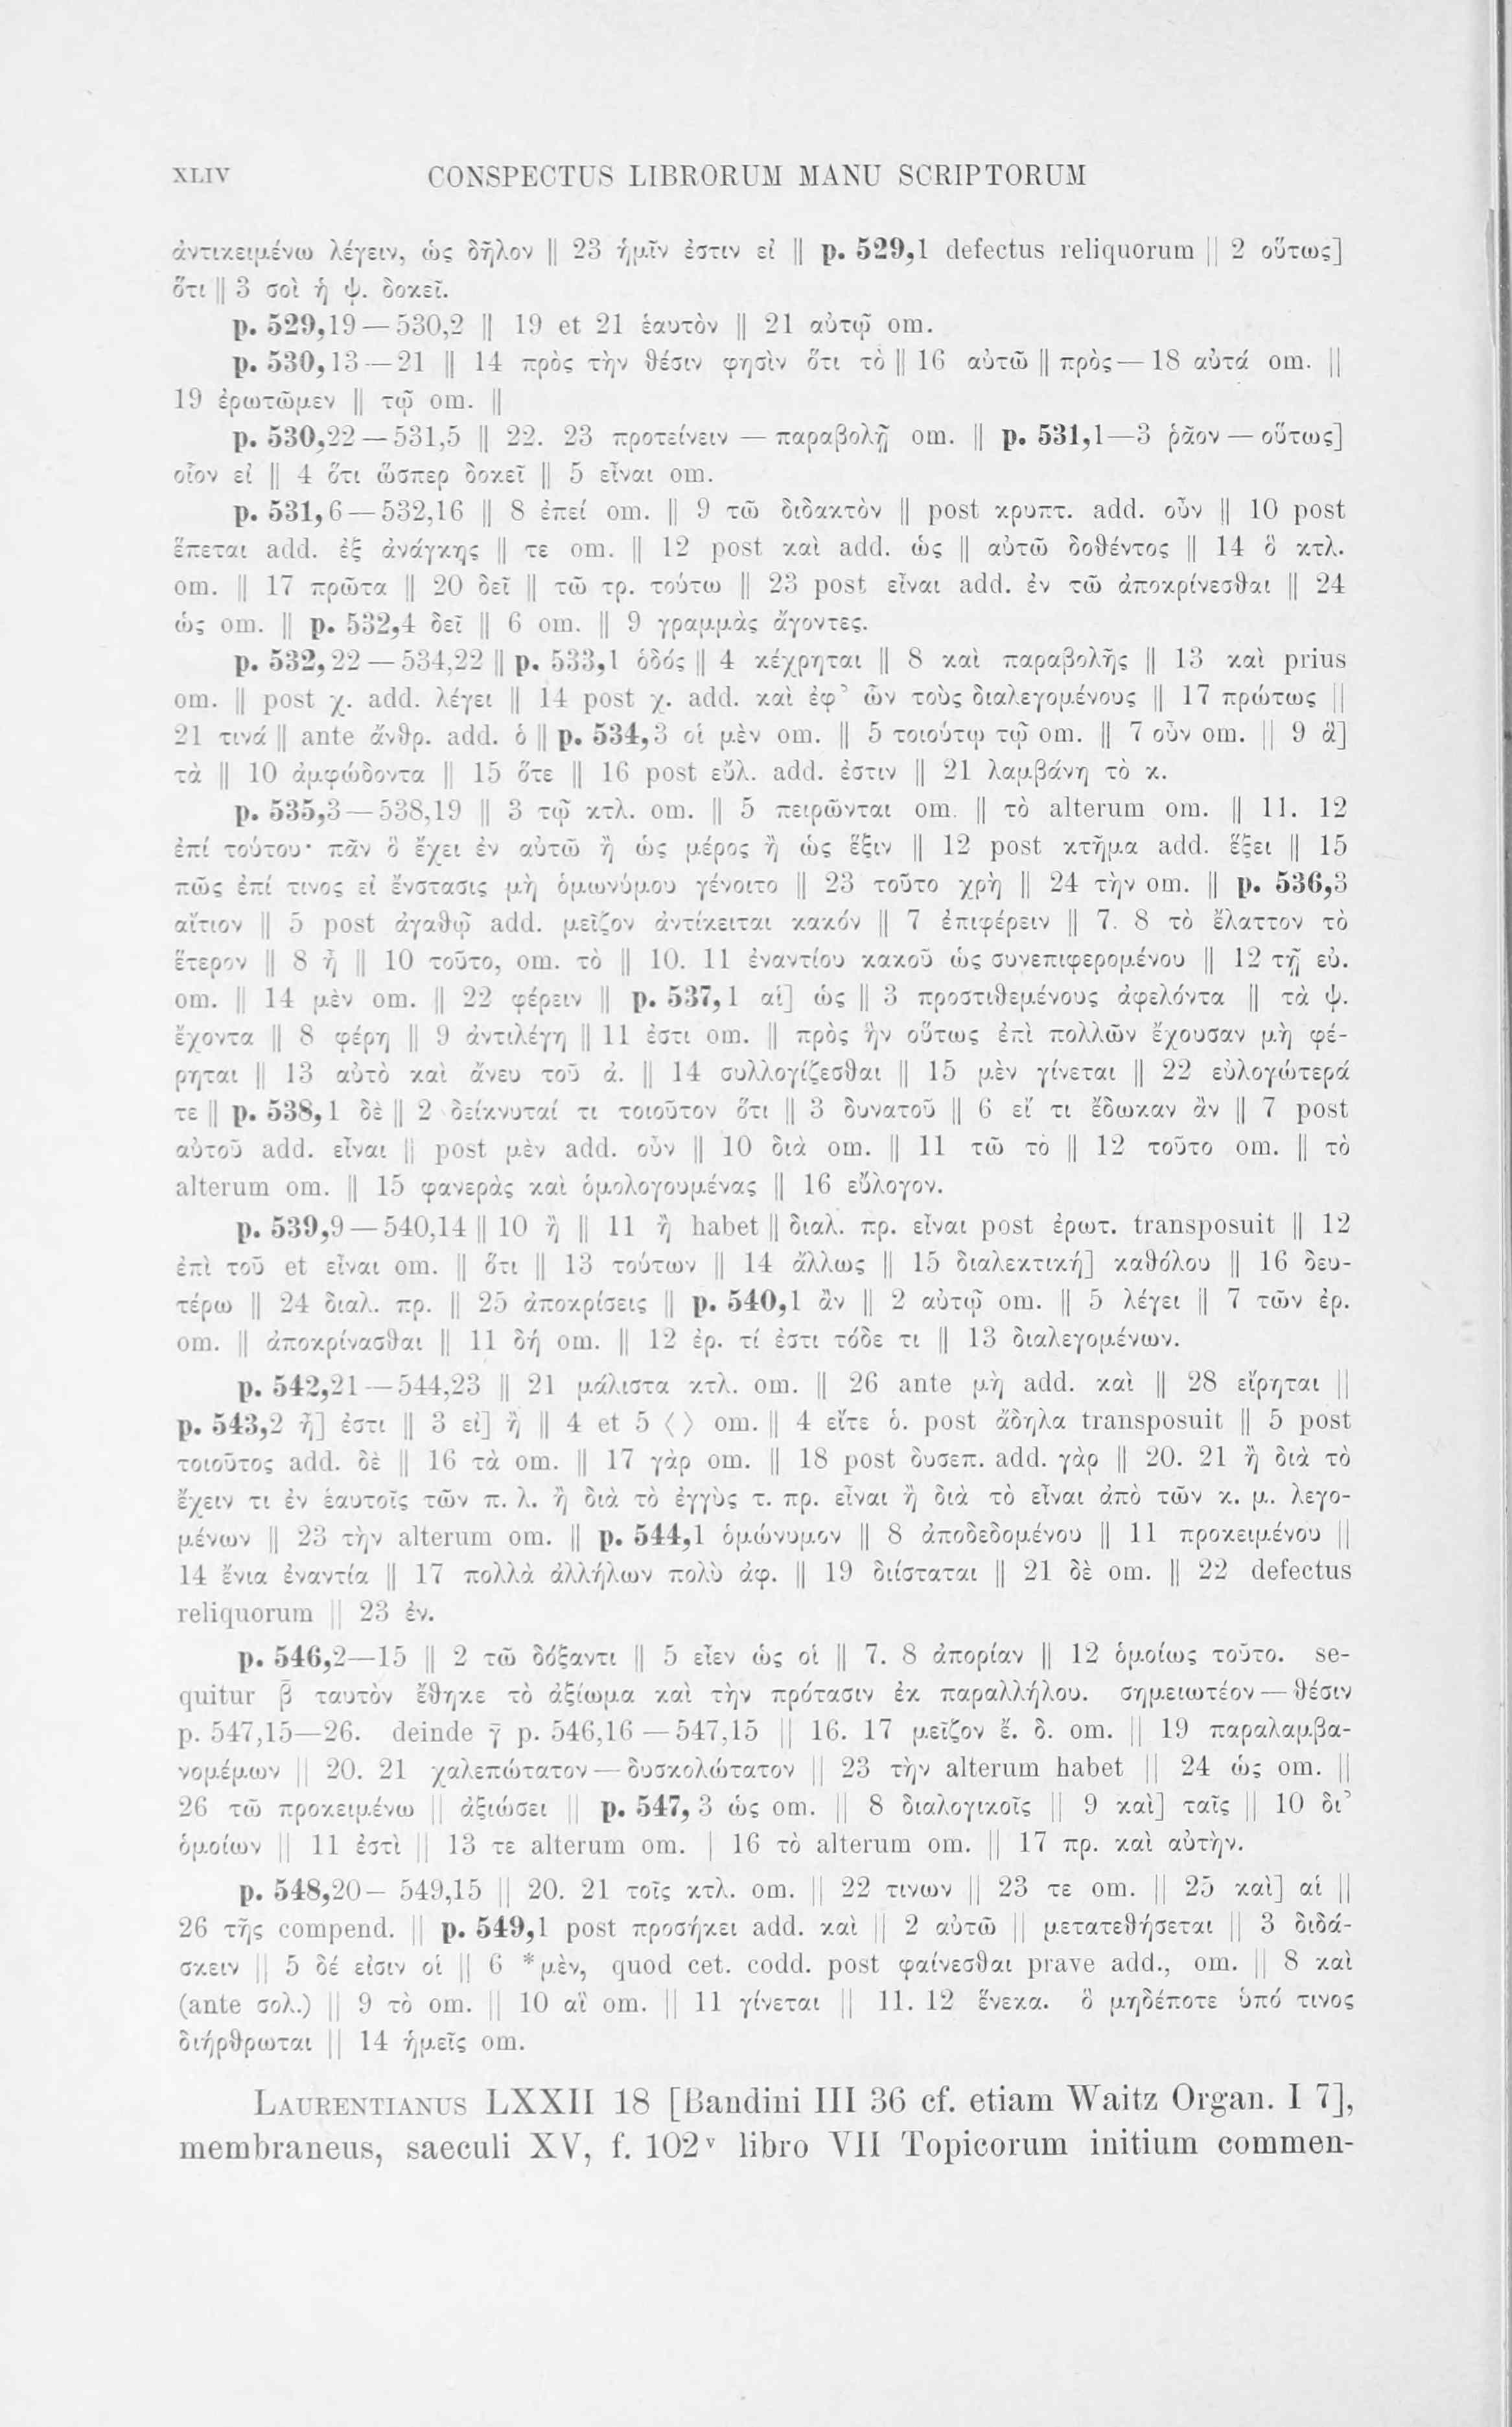 XLIV CONSPECTUS LIBRORUM MANU SCRIPTORUM
ἀντικειμένω λέγειν, ὡς δῆλον || 23 ἡμῖν ἐστιν εἰ || p. 529,1 defectus reliquorum || 2 οὕτως]
ὅτι || 3 σοὶ ἡ ψ. δοκεῖ.
p. 529,19 — 530,2 || 19 et 21 ἑαυτὸν || 21 αὐτῷ om.
p. 530,13 — 21 || 14 πρὸς τὴν θέσιν φησὶν ὅτι τὸ || 16 αὐτῶ || πρὸς — 18 αὐτά om. ||
19 ἐρωτῶμεν || τῷ om. ||
p. 530,22 — 531,5 || 22. 23 προτείνειν — παραβολῇ om. || p. 531,1—3 ῥᾶον — οὕτως]
οἷον εἰ || 4 ὅτι ὥσπερ δοκεῖ || 5 εἶναι om.
p. 531,6 — 532,16 || 8 ἐπεί om. || 9 τῶ διδακτὸν || post κρυπτ. add. οὖν || 10 post
ἕπεται add. ἐξ ἀνάγκης || τε om. || 12 post καὶ add. ὡς || αὐτῶ δοθέντος || 14 ὃ κτλ.
om. || 17 πρῶτα || 20 δεῖ || τῶ τρ. τούτω || 23 post εἶναι add. ἐν τῶ ἀποκρίνεσθαι || 24
ὡς om. || p. 532,4 δεῖ || 6 om. || 9 γραμμὰς ἄγοντες.
p. 532,22 — 534,22 || p. 533,1 ὁδός || 4 κέχρηται || 8 καὶ παραβολῆς || 13 καὶ prius
om. || post χ. add. λέγει || 14 post χ. add. καὶ ἐφ᾽ ὧν τοὺς διαλεγομένους || 17 πρώτως ||
21 τινά || ante ἄνθρ. add. ὁ || p. 534,3 οἱ μὲν om. || 5 τοιούτῳ τῷ om. || 7 οὖν om. || 9 ἃ]
τὰ || 10 ἀμφώδοντα || 15 ὅτε || 16 post εὔλ. add. ἐστιν || 21 λαμβάνη τὸ κ.
p. 535,3 — 538,19 || 3 τῷ κτλ. om. || 5 πειρῶνται om. || τὸ alterum om. || 11. 12
ἐπί τούτου· πᾶν ὃ ἔχει ἐν αὐτῶ ἢ ὡς μέρος ἢ ὡς ἕξιν || 12 post κτῆμα add. ἕξει || 15
πῶς ἐπί τινος εἰ ἔνστασις μὴ ὁμωνύμου γένοιτο || 23 τοῦτο χρὴ || 24 τὴν om. || p. 536,3
αἴτιον || 5 post ἀγαθῷ add. μεῖζον ἀντίκειται κακόν || 7 ἐπιφέρειν || 7. 8 τὸ ἔλαττον τὸ
ἕτερον || 8 ἦ || 10 τοῦτο, om. τὸ || 10. 11 ἐναντίου κακοῦ ὡς συνεπιφερομένου || 12 τῇ εὐ.
om. || 14 μὲν om. || 22 φέρειν || p. 537,1 αἱ] ὡς || 3 προστιθεμένους ἀφελόντα || τὰ ψ.
ἔχοντα || 8 φέρη || 9 ἀντιλέγη || 11 ἐστι om. || πρὸς ἣν οὕτως ἐπὶ πολλῶν ἔχουσαν μὴ φέ-
ρηται || 13 αὐτὸ καὶ ἄνευ τοῦ ἀ. || 14 συλλογίζεσθαι || 15 μὲν γίνεται || 22 εὐλογώτερά
τε || p. 538,1 δὲ || 2 δείκνυταί τι τοιοῦτον ὅτι || 3 δυνατοῦ || 6 εἴ τι ἔδωκαν ἂν || 7 post
αὐτοῦ add. εἶναι || post μὲν add. οὖν || 10 διὰ om. || 11 τῶ τὸ || 12 τοῦτο om. || τὸ
alterum om. || 15 φανερὰς καὶ ὁμολογουμένας || 16 εὔλογον.
p. 539,9 — 540,14 || 10 ἢ || 11 ἢ habet || διαλ. πρ. εἶναι post ἐρωτ. transposuit || 12
ἐπὶ τοῦ et εἶναι om. || ὅτι || 13 τούτων || 14 ἄλλως || 15 διαλεκτική] καθόλου || 16 δευ-
τέρω || 24 διαλ. πρ. || 25 ἀποκρίσεις || p. 540,1 ἂν || 2 αὐτῷ om. || 5 λέγει || 7 τῶν ἐρ.
om. || ἀποκρίνασθαι || 11 δή om. || 12 ἐρ. τί ἐστι τόδε τι || 13 διαλεγομένων.
p. 542,21 — 544,23 || 21 μάλιστα κτλ. om. || 26 ante μὴ add. καὶ || 28 εἴρηται ||
p. 543,2 ἦ] ἐστι || 3 εἰ] ἢ || 4 et 5 ⟨ ⟩ om. || 4 εἴτε ὁ. post ἄδηλα transposuit || 5 post
τοιοῦτος add. δὲ || 16 τὰ om. || 17 γὰρ om. || 18 post δυσεπ. add. γὰρ || 20. 21 ἢ διὰ τὸ
ἔχειν τι ἐν ἑαυτοῖς τῶν π. λ. ἢ διὰ τὸ ἐγγὺς τ. πρ. εἶναι ἢ διὰ τὸ εἶναι ἀπὸ τῶν κ. μ. λεγο-
μένων || 23 τὴν alterum om. || p. 544,1 ὁμώνυμον || 8 ἀποδεδομένου || 11 προκειμένου ||
14 ἔνια ἐναντία || 17 πολλὰ ἀλλήλων πολὺ ἀφ. || 19 διίσταται || 21 δὲ om. || 22 defectus
reliquorum || 23 ἐν.
p. 546,2—15 || 2 τῶ δόξαντι || 5 εἶεν ὡς οἱ || 7. 8 ἀπορίαν || 12 ὁμοίως τοῦτο. se-
quitur β̄ ταυτὸν ἔθηκε τὸ ἀξίωμα καὶ τὴν πρότασιν ἐκ παραλλήλου. σημειωτέον — θέσιν
p. 547,15—26. deinde γ̄ p. 546,16 — 547,15 || 16. 17 μεῖζον ἔ. δ. om. || 19 παραλαμβα-
νομέμων || 20. 21 χαλεπώτατον — δυσκολώτατον || 23 τὴν alterum habet || 24 ὡς om. ||
26 τῶ προκειμένω || ἀξιώσει || p. 547, 3 ὡς om. || 8 διαλογικοῖς || 9 καὶ] ταῖς || 10 δι᾽
ὁμοίων || 11 ἐστὶ || 13 τε alterum om. | 16 τὸ alterum om. || 17 πρ. καὶ αὐτὴν.
p. 548,20 — 549,15 || 20. 21 τοῖς κτλ. om. || 22 τινων || 23 τε om. || 25 καὶ] αἱ ||
26 τῆς compend. || p. 549,1 post προσήκει add. καὶ || 2 αὐτῶ || μετατεθήσεται || 3 διδά-
σκειν || 5 δέ εἰσιν οἱ || 6 *μὲν, quod cet. codd. post φαίνεσθαι prave add., om. || 8 καὶ
(ante σολ.) || 9 τὸ om. || 10 αἳ om. || 11 γίνεται || 11. 12 ἕνεκα. ὃ μηδέποτε ὑπό τινος
διήρθρωται || 14 ἡμεῖς om.
LAURENTIANUS LXXII 18 [Bandini III 36 cf. etiam Waitz Organ. I 7],
membraneus, saeculi XV, f. 102ᵛ libro VII Topicorum initium commen-